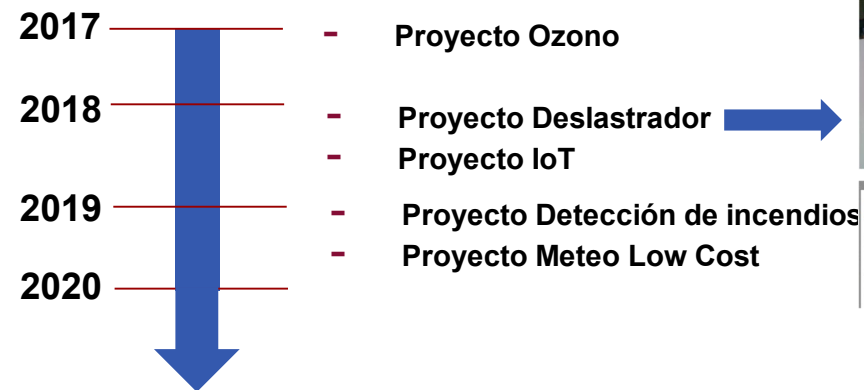 2017
- Proyecto Ozono
2018
- Proyecto Deslastrador
- Proyecto IoT
2019
- Proyecto Detección de incendios
- Proyecto Meteo Low Cost
2020